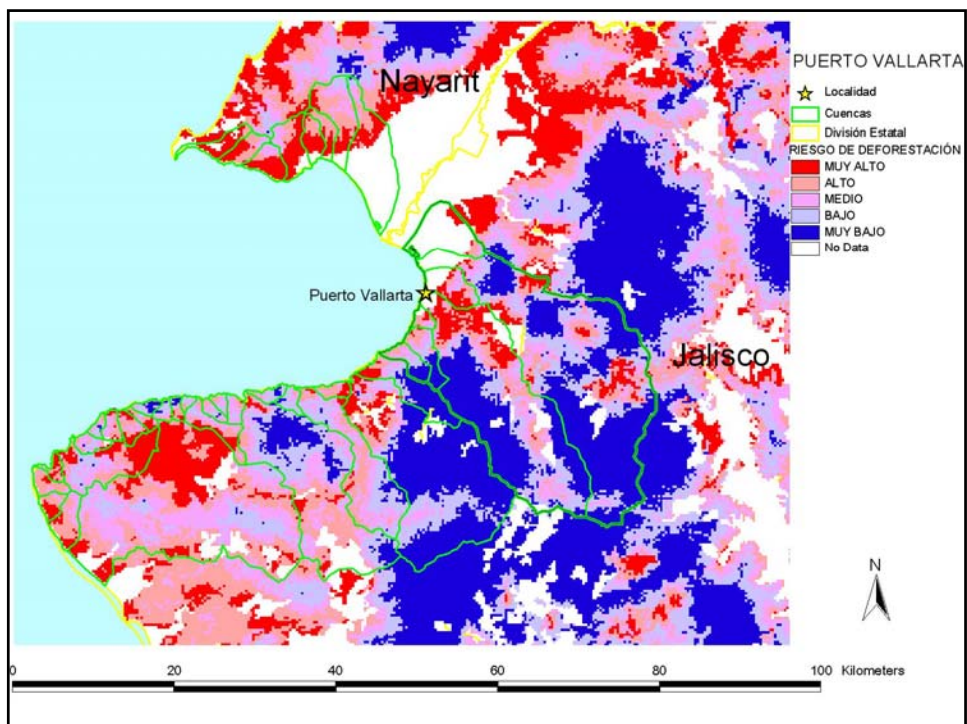 PUERTO VALLARTA
Localidad
Cuencas
División Estatal
RIESGO DE DEFORESTACIÓN
MUY ALTO
ALTO
MEDIO
BAJO
MUY BAJO
No Data
Nayarit
Puerto Vallarta
Jalisco
N
0 20 40 60 80 100 Kilometers